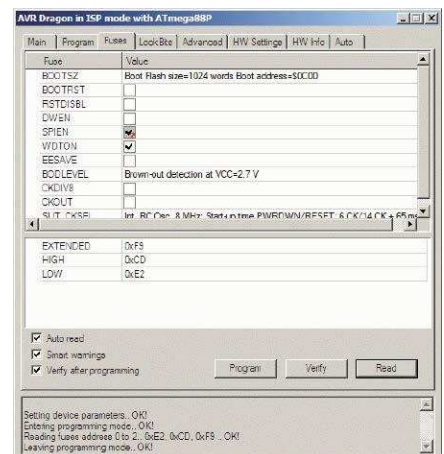 AVR Dragon in ISP mode with ATmega88P
Main Program Fuses LockBits Advanced HW Settings HW Info Auto
Fuse Value
BOOTSZ Boot Flash size=1024 words Boot address=$0C00
BOOTRST
RSTDISBL
DWEN
SPIEN
WDTON
EESAVE
BODLEVEL Brown-out detection at VCC=2.7 V
CKDIV8
CKOUT
SUT_CKSEL Int. RC Osc. 8 MHz; Start-up time PWRDWN/RESET: 6 CK/14 CK + 65 ms
EXTENDED 0xF9
HIGH 0xCD
LOW 0xE2
Auto read
Smart warnings
Verify after programming
Program Verify Read
Setting device parameters.. OK!
Entering programming mode.. OK!
Reading fuses address 0 to 2.. 0xE2, 0xCD, 0xF9 .. OK!
Leaving programming mode.. OK!